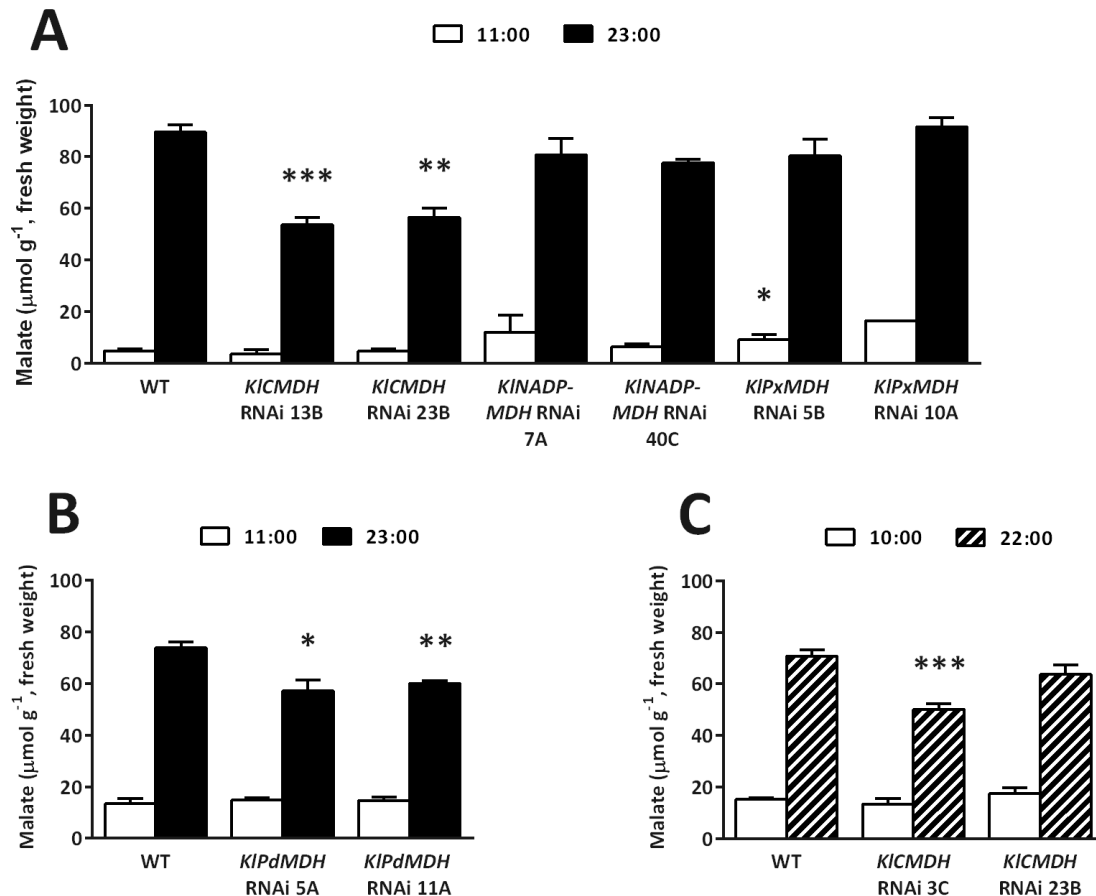 A
11:00 23:00
Malate (μmol g⁻¹, fresh weight)
100
80
60
40
20
0
***
**
*
WT
KlCMDH
RNAi 13B
KlCMDH
RNAi 23B
KlNADP-
MDH RNAi
7A
KlNADP-
MDH RNAi
40C
KlPxMDH
RNAi 5B
KlPxMDH
RNAi 10A
B
11:00 23:00
Malate (μmol g⁻¹, fresh weight)
100
80
60
40
20
0
*
**
WT
KlPdMDH
RNAi 5A
KlPdMDH
RNAi 11A
C
10:00 22:00
Malate (μmol g⁻¹, fresh weight)
100
80
60
40
20
0
***
WT
KlCMDH
RNAi 3C
KlCMDH
RNAi 23B